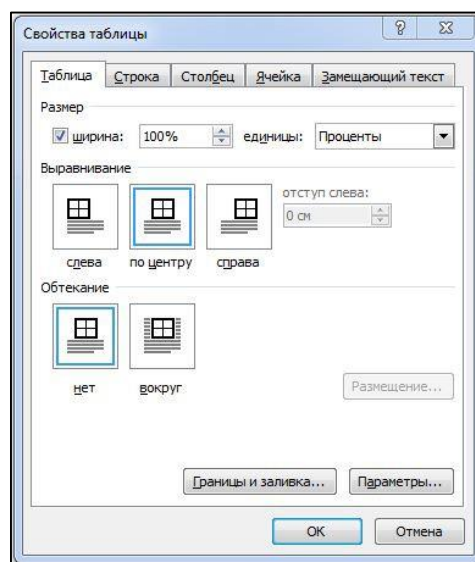 Свойства таблицы
Таблица Строка Столбец Ячейка Замещающий текст
Размер
ширина: 100% единицы: Проценты
Выравнивание
отступ слева:
0 см
слева по центру справа
Обтекание
нет вокруг
Размещение...
Границы и заливка... Параметры...
ОК Отмена